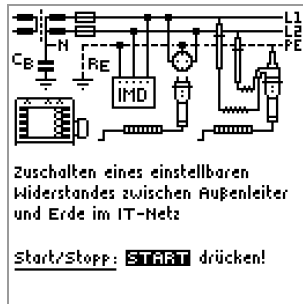 L1
L2
PE
N
CB
RE
IMD
Zuschalten eines einstellbaren
Widerstandes zwischen Außenleiter
und Erde im IT-Netz
Start/Stopp: START drücken!